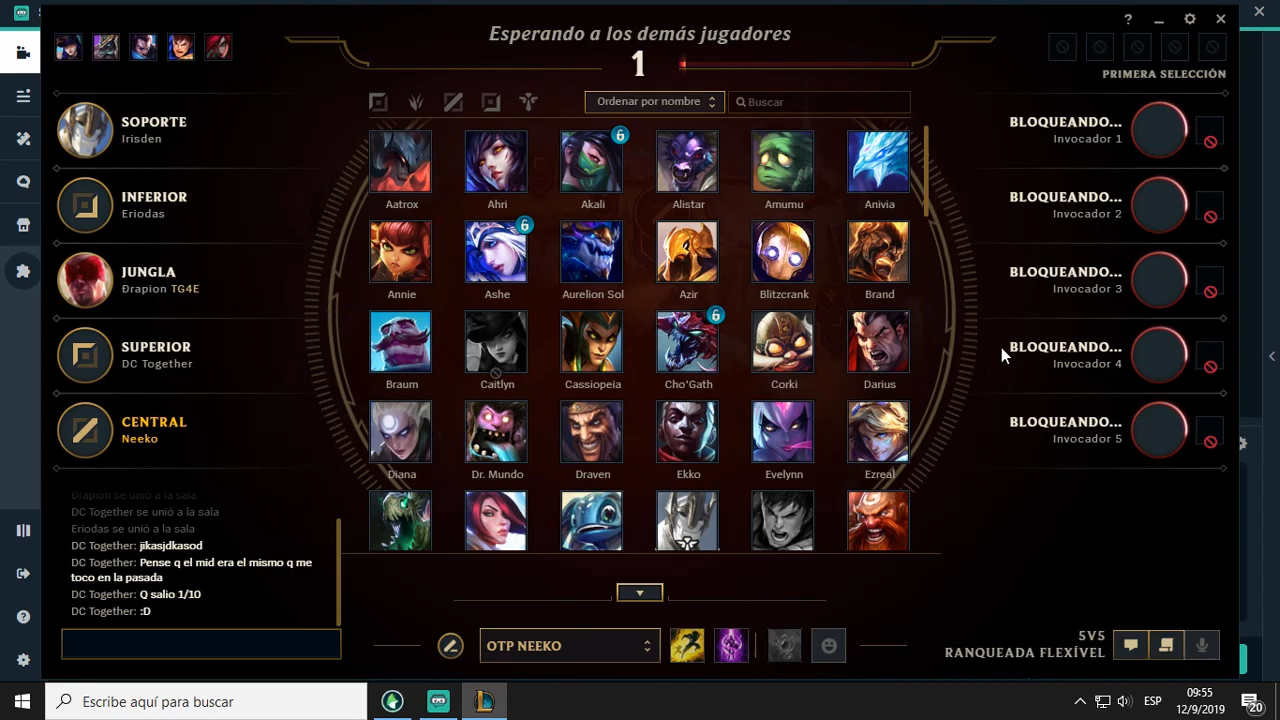 Esperando a los demás jugadores
1
PRIMERA SELECCIÓN
SOPORTE
Irisden
INFERIOR
Eriodas
JUNGLA
Đrapion TG4E
SUPERIOR
DC Together
CENTRAL
Neeko
Ordenar por nombre
Buscar
6
Aatrox Ahri Akali Alistar Amumu Anivia
6
Annie Ashe Aurelion Sol Azir Blitzcrank Brand
6
Braum Caitlyn Cassiopeia Cho'Gath Corki Darius
Diana Dr. Mundo Draven Ekko Evelynn Ezreal
BLOQUEANDO...
Invocador 1
BLOQUEANDO...
Invocador 2
BLOQUEANDO...
Invocador 3
BLOQUEANDO...
Invocador 4
BLOQUEANDO...
Invocador 5
Đrapion se unió a la sala
DC Together se unió a la sala
Eriodas se unió a la sala
DC Together: jikasjdkasod
DC Together: Pense q el mid era el mismo q me
toco en la pasada
DC Together: Q salio 1/10
DC Together: :D
OTP NEEKO
5V5
RANQUEADA FLEXÍVEL
Escribe aquí para buscar
ESP
09:55
12/9/2019
20